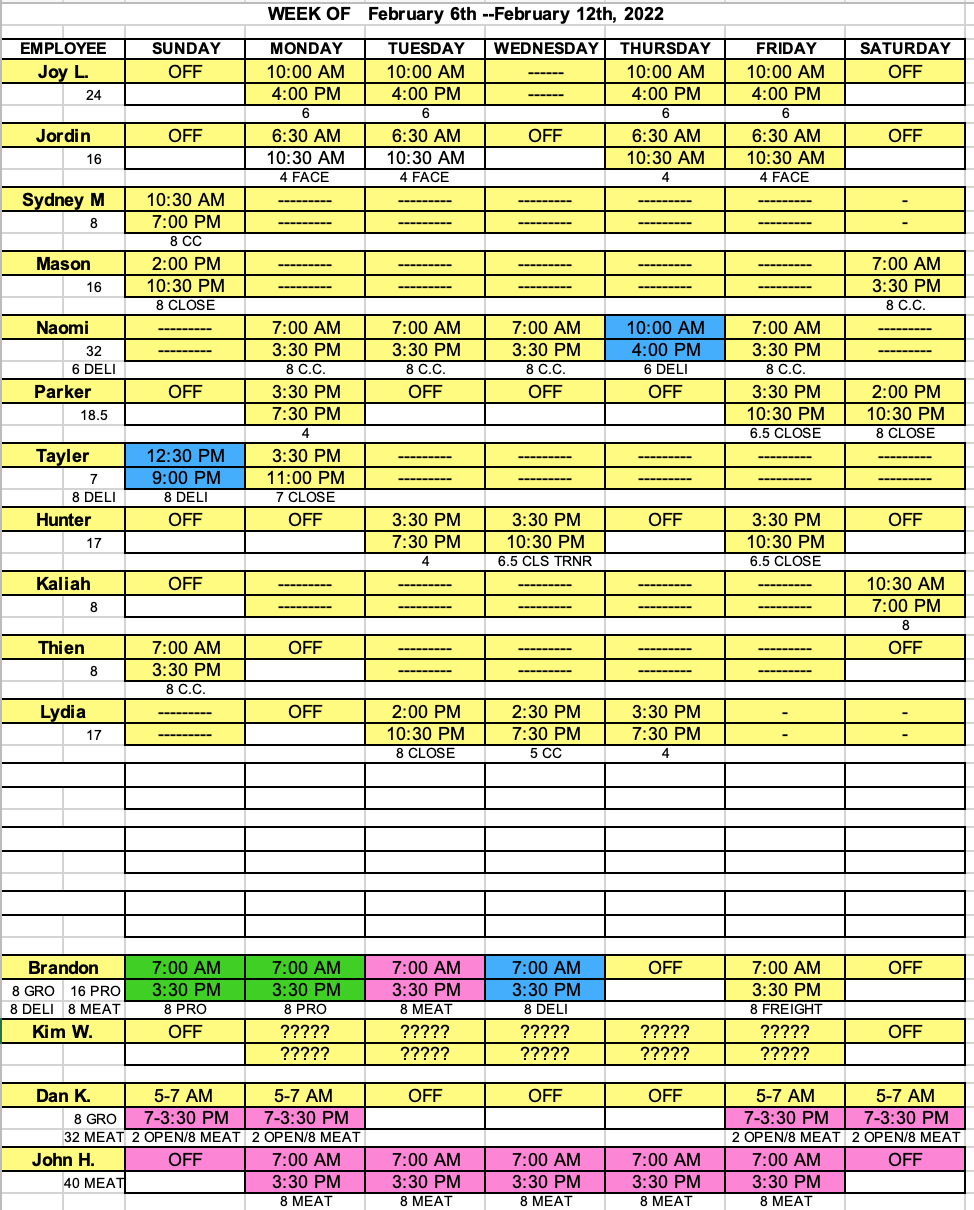 WEEK OF February 6th --February 12th, 2022
EMPLOYEE SUNDAY MONDAY TUESDAY WEDNESDAY THURSDAY FRIDAY SATURDAY
Joy L. OFF 10:00 AM 10:00 AM ------ 10:00 AM 10:00 AM OFF
24 4:00 PM 4:00 PM ------ 4:00 PM 4:00 PM
6 6 6 6
Jordin OFF 6:30 AM 6:30 AM OFF 6:30 AM 6:30 AM OFF
16 10:30 AM 10:30 AM 10:30 AM 10:30 AM
4 FACE 4 FACE 4 4 FACE
Sydney M 10:30 AM --------- --------- --------- --------- --------- -
8 7:00 PM --------- --------- --------- --------- --------- -
8 CC
Mason 2:00 PM --------- --------- --------- --------- --------- 7:00 AM
16 10:30 PM --------- --------- --------- --------- --------- 3:30 PM
8 CLOSE 8 C.C.
Naomi --------- 7:00 AM 7:00 AM 7:00 AM 10:00 AM 7:00 AM ---------
32 --------- 3:30 PM 3:30 PM 3:30 PM 4:00 PM 3:30 PM ---------
6 DELI 8 C.C. 8 C.C. 8 C.C. 6 DELI 8 C.C.
Parker OFF 3:30 PM OFF OFF OFF 3:30 PM 2:00 PM
18.5 7:30 PM 10:30 PM 10:30 PM
4 6.5 CLOSE 8 CLOSE
Tayler 12:30 PM 3:30 PM --------- --------- --------- --------- ---------
7 9:00 PM 11:00 PM --------- --------- --------- --------- ---------
8 DELI 8 DELI 7 CLOSE
Hunter OFF OFF 3:30 PM 3:30 PM OFF 3:30 PM OFF
17 7:30 PM 10:30 PM 10:30 PM
4 6.5 CLS TRNR 6.5 CLOSE
Kaliah OFF --------- --------- --------- --------- --------- 10:30 AM
8 --------- --------- --------- --------- --------- 7:00 PM
8
Thien 7:00 AM OFF --------- --------- --------- --------- OFF
8 3:30 PM --------- --------- --------- ---------
8 C.C.
Lydia --------- OFF 2:00 PM 2:30 PM 3:30 PM - -
17 --------- 10:30 PM 7:30 PM 7:30 PM - -
8 CLOSE 5 CC 4
Brandon 7:00 AM 7:00 AM 7:00 AM 7:00 AM OFF 7:00 AM OFF
8 GRO 16 PRO 3:30 PM 3:30 PM 3:30 PM 3:30 PM 3:30 PM
8 DELI 8 MEAT 8 PRO 8 PRO 8 MEAT 8 DELI 8 FREIGHT
Kim W. OFF ????? ????? ????? ????? ????? OFF
????? ????? ????? ????? ?????
Dan K. 5-7 AM 5-7 AM OFF OFF OFF 5-7 AM 5-7 AM
8 GRO 7-3:30 PM 7-3:30 PM 7-3:30 PM 7-3:30 PM
32 MEAT 2 OPEN/8 MEAT 2 OPEN/8 MEAT 2 OPEN/8 MEAT 2 OPEN/8 MEAT
John H. OFF 7:00 AM 7:00 AM 7:00 AM 7:00 AM 7:00 AM OFF
40 MEAT 3:30 PM 3:30 PM 3:30 PM 3:30 PM 3:30 PM
8 MEAT 8 MEAT 8 MEAT 8 MEAT 8 MEAT